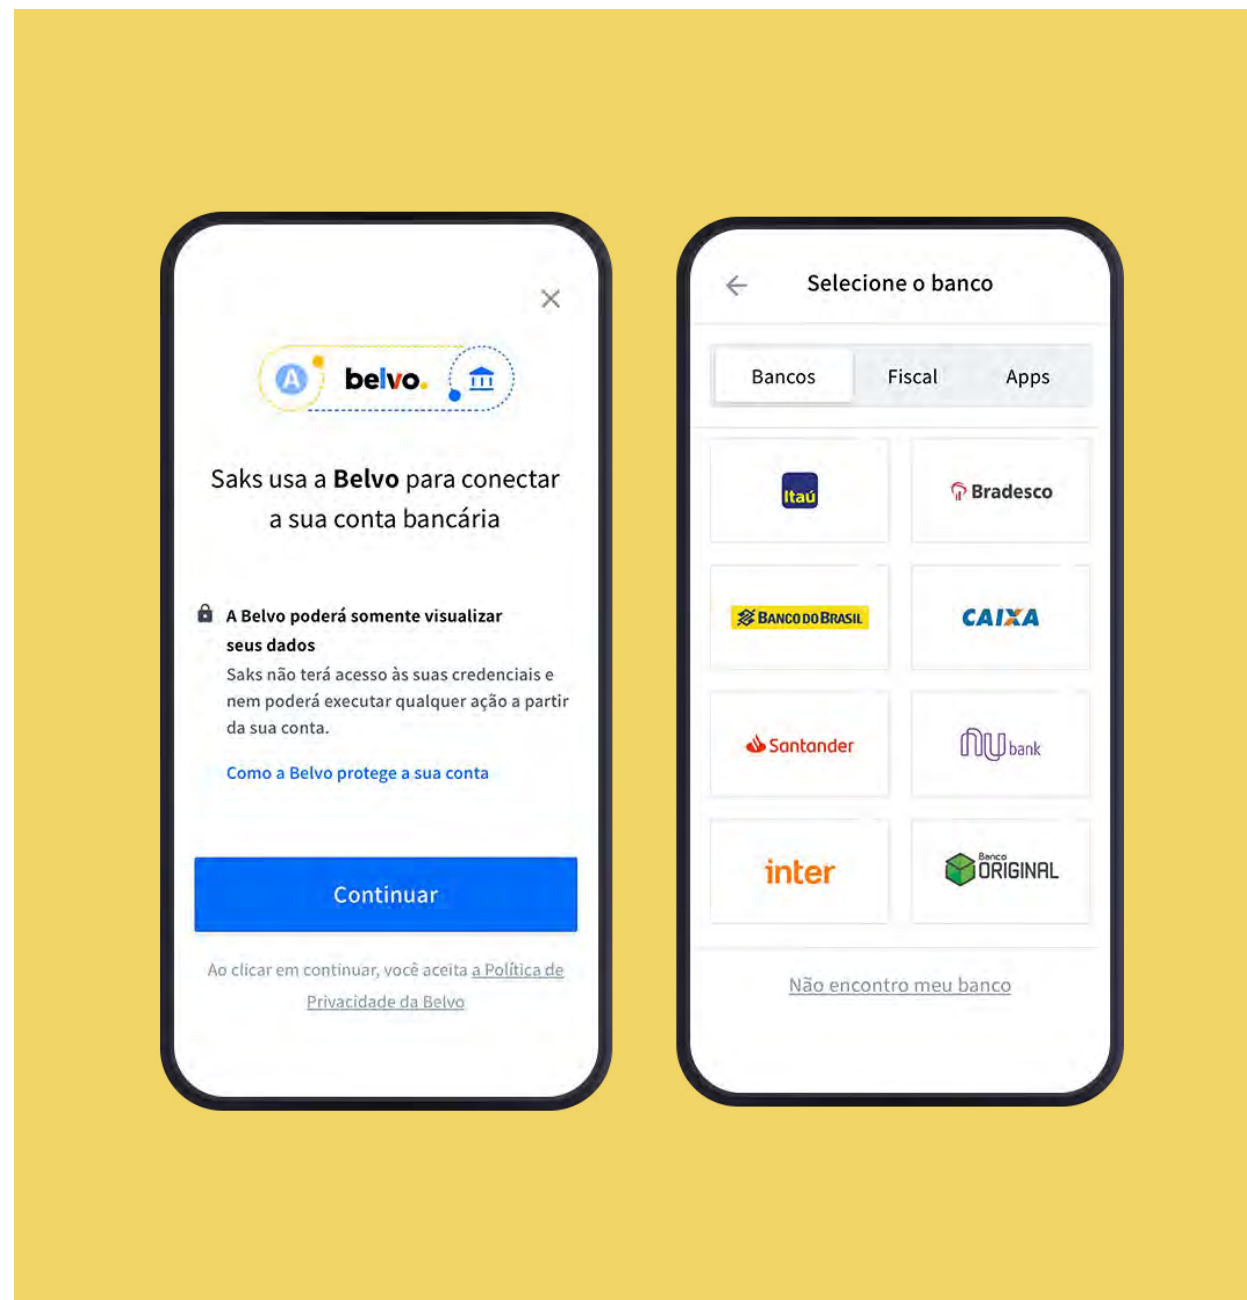 A
belvo.
Saks usa a Belvo para conectar
a sua conta bancária
A Belvo poderá somente visualizar
seus dados
Saks não terá acesso às suas credenciais e
nem poderá executar qualquer ação a partir
da sua conta.
Como a Belvo protege a sua conta
Continuar
Ao clicar em continuar, você aceita a Política de
Privacidade da Belvo
Selecione o banco
Bancos Fiscal Apps
Itaú Bradesco
BANCO DO BRASIL CAIXA
Santander nu bank
inter Banco ORIGINAL
Não encontro meu banco